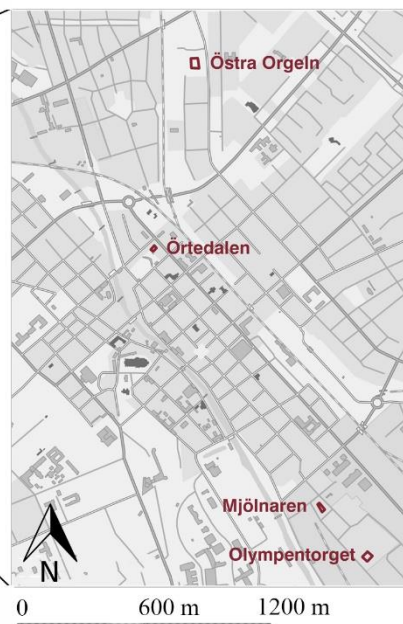 Östra Orgeln
Örtedalen
Mjölnaren
Olympentorget
N
0 600 m 1200 m